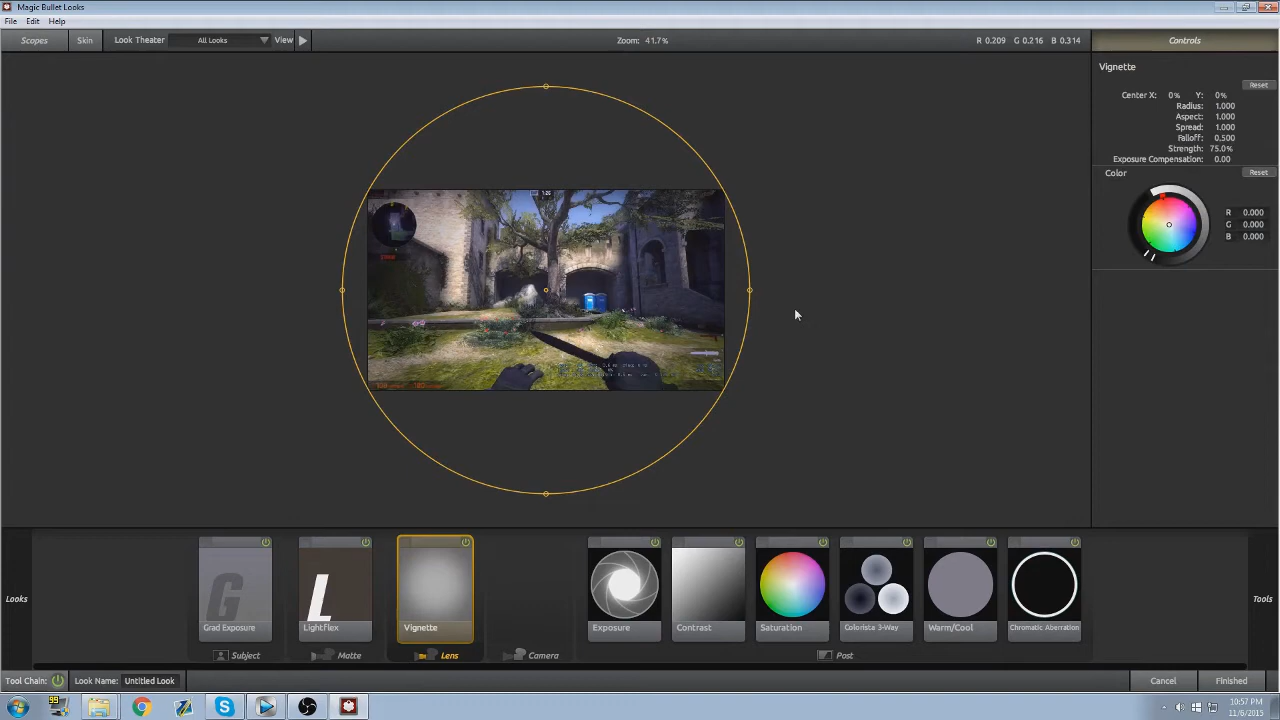 Magic Bullet Looks
File Edit Help
Scopes Skin Look Theater All Looks View Zoom: 41.7% R 0.209 G 0.216 B 0.314 Controls
Vignette
Reset
Center X: 0% Y: 0%
Radius: 1.000
Aspect: 1.000
Spread: 1.000
Falloff: 0.500
Strength: 75.0%
Exposure Compensation: 0.00
Color Reset
R 0.000
G 0.000
B 0.000
G L
Grad Exposure LightFlex Vignette Exposure Contrast Saturation Colorista 3-Way Warm/Cool Chromatic Aberration
Looks Tools
Subject Matte Lens Camera Post
Tool Chain: Look Name: Untitled Look Cancel Finished
99
10:57 PM
11/6/2015